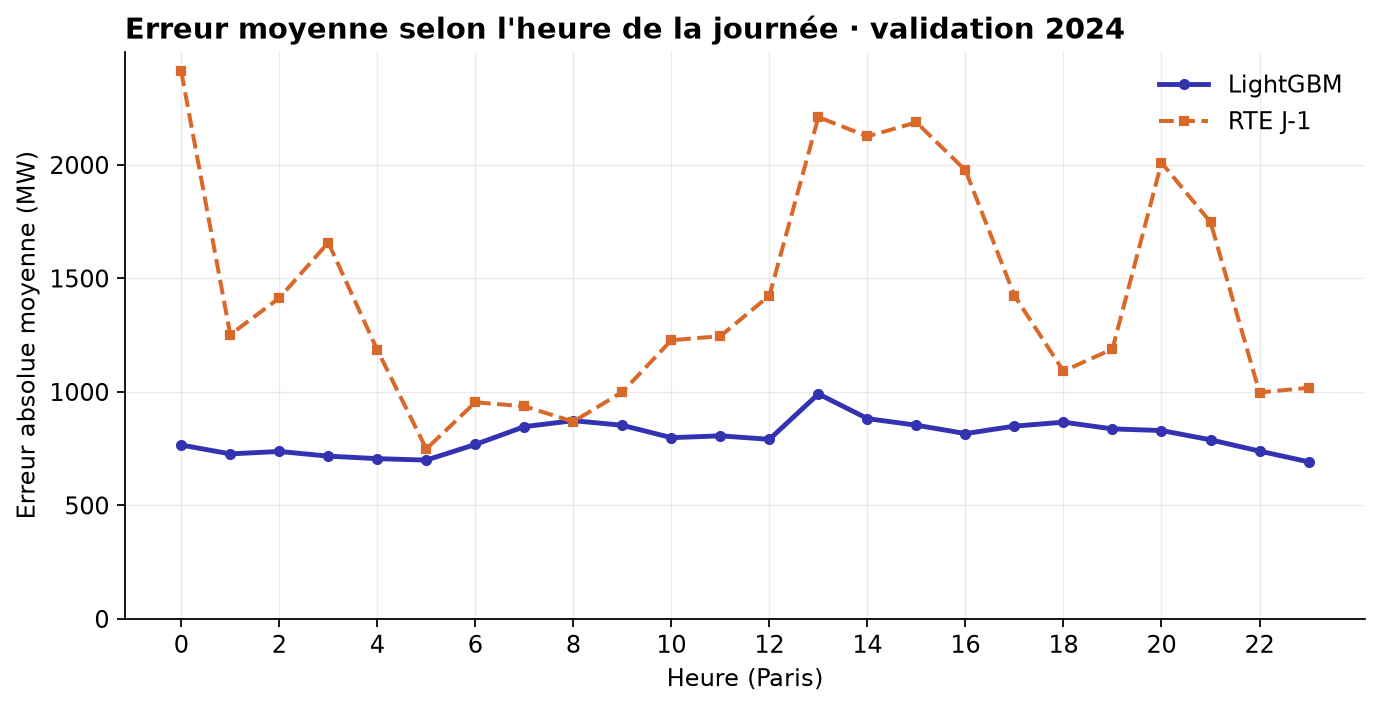 Erreur moyenne selon l'heure de la journée · validation 2024
LightGBM
RTE J-1
Erreur absolue moyenne (MW)
2000
1500
1000
500
0
0 2 4 6 8 10 12 14 16 18 20 22
Heure (Paris)